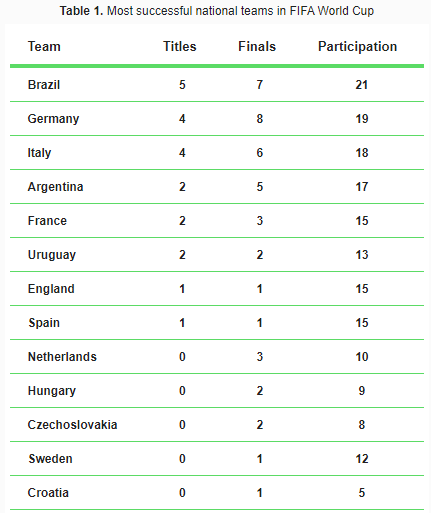 Table 1. Most successful national teams in FIFA World Cup
Team Titles Finals Participation
Brazil 5 7 21
Germany 4 8 19
Italy 4 6 18
Argentina 2 5 17
France 2 3 15
Uruguay 2 2 13
England 1 1 15
Spain 1 1 15
Netherlands 0 3 10
Hungary 0 2 9
Czechoslovakia 0 2 8
Sweden 0 1 12
Croatia 0 1 5